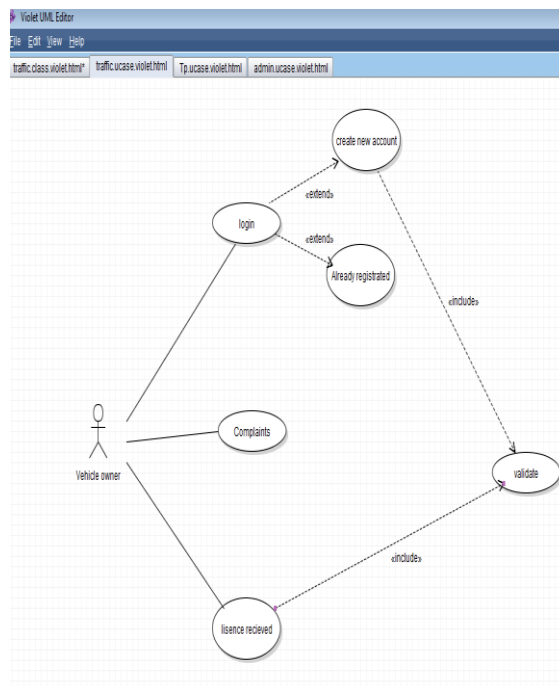 Violet UML Editor
File Edit View Help
traffic.class.violet.html* traffic.ucase.violet.html Tp.ucase.violet.html admin.ucase.violet.html
create new account
«extend»
login
«extend»
Already registrated
«include»
Complaints
Vehicle owner
validate
«include»
lisence recieved